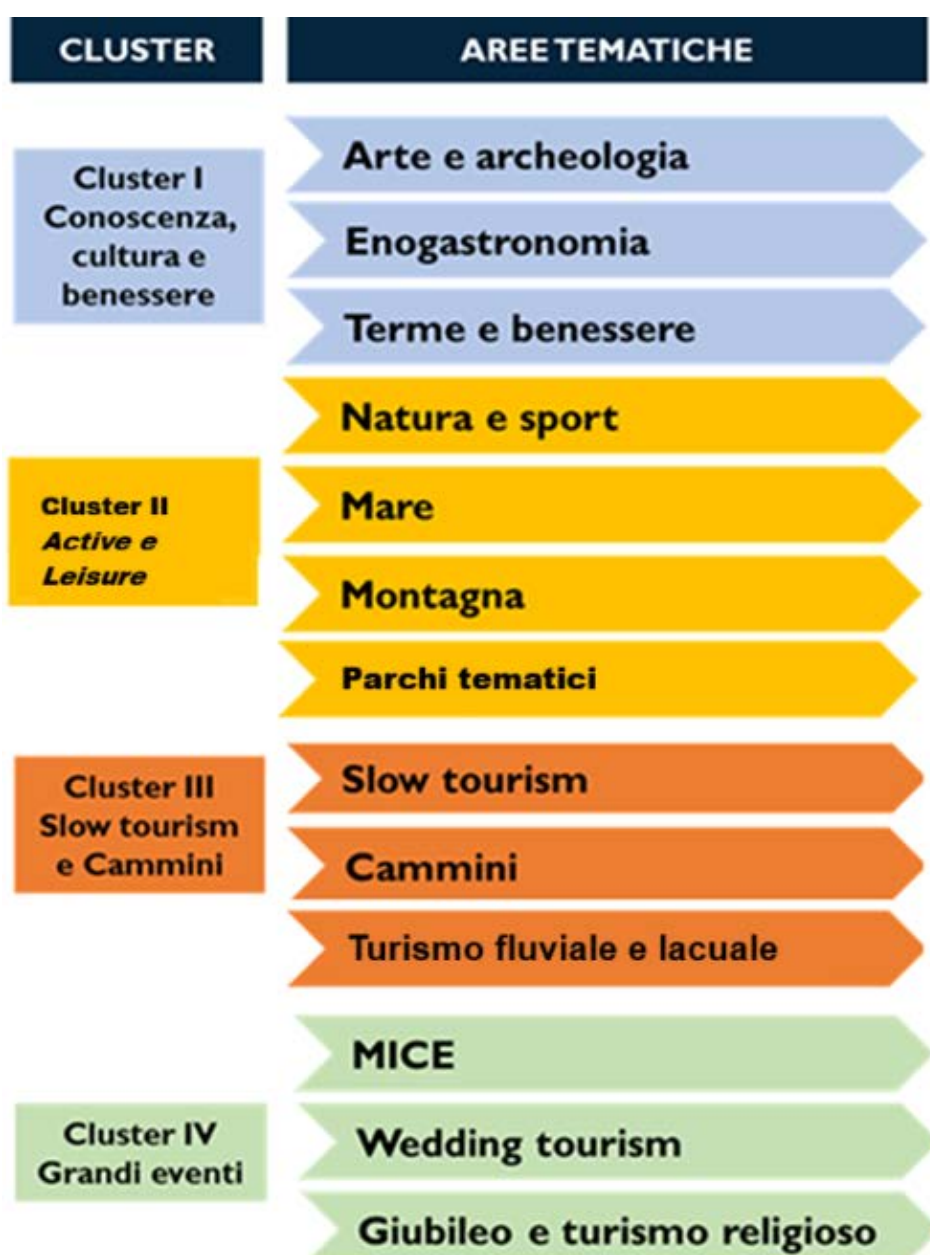 CLUSTER
AREE TEMATICHE
Cluster I
Conoscenza,
cultura e
benessere
Arte e archeologia
Enogastronomia
Terme e benessere
Cluster II
Active e
Leisure
Natura e sport
Mare
Montagna
Parchi tematici
Cluster III
Slow tourism
e Cammini
Slow tourism
Cammini
Turismo fluviale e lacuale
Cluster IV
Grandi eventi
MICE
Wedding tourism
Giubileo e turismo religioso